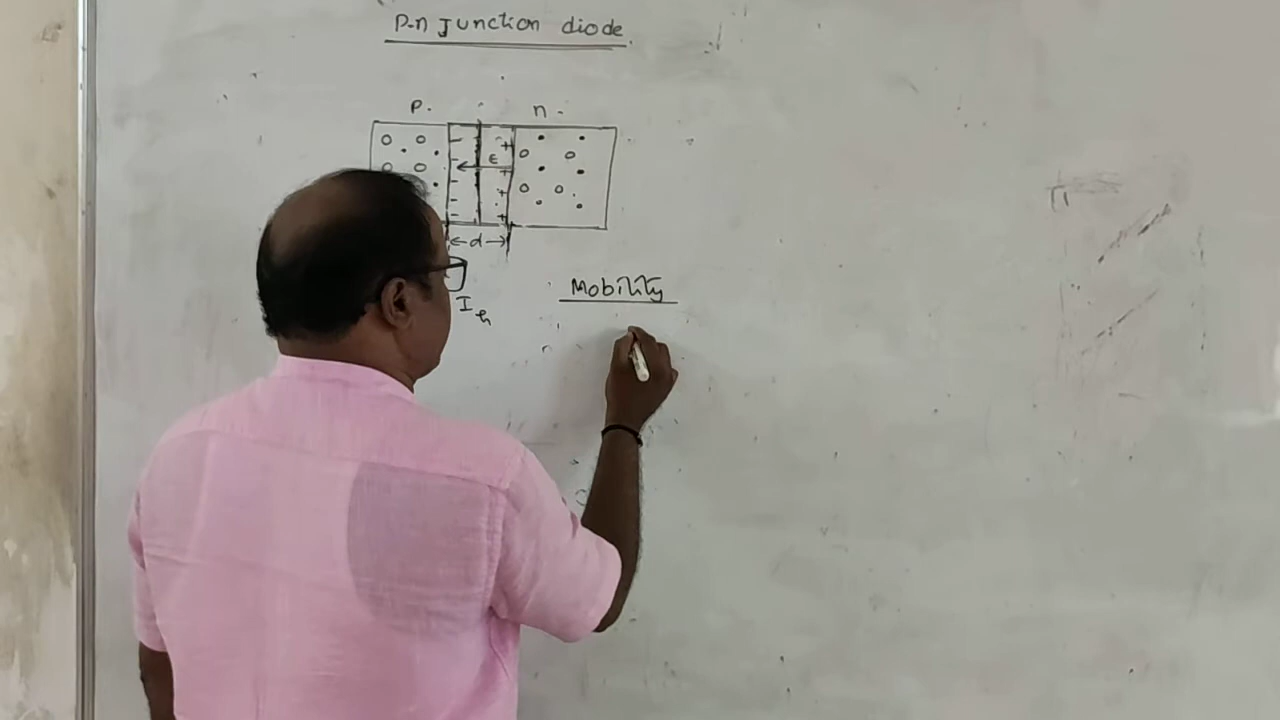 P-n Junction diode
P. n -
- +
- E
- +
- +
- +
← d →
I h
Mobility